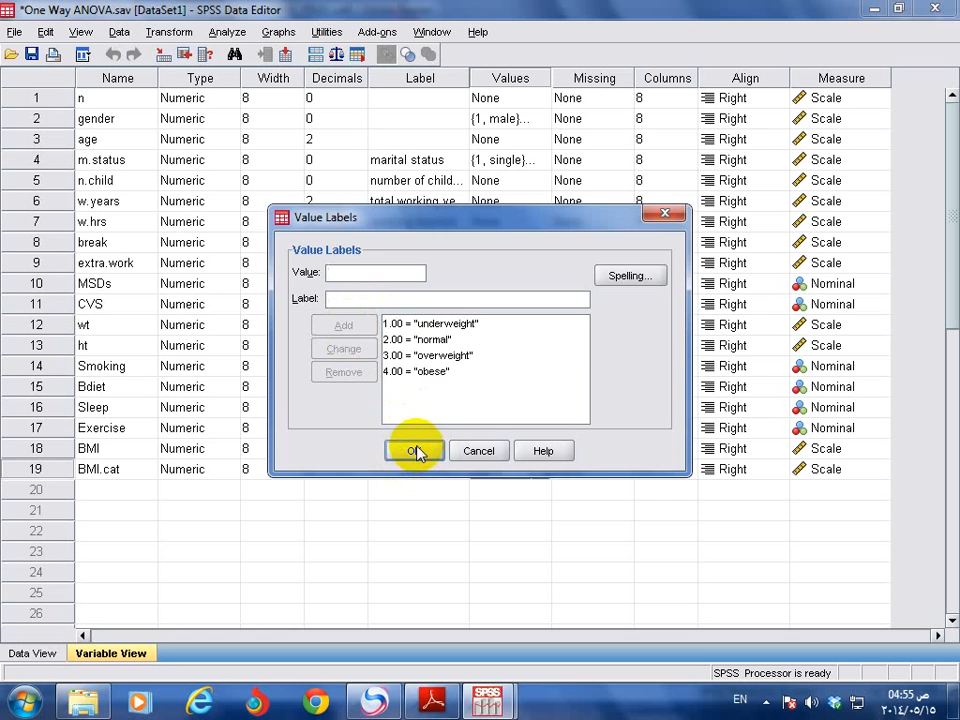 *One Way ANOVA.sav [DataSet1] - SPSS Data Editor
File Edit View Data Transform Analyze Graphs Utilities Add-ons Window Help
Name Type Width Decimals Label Values Missing Columns Align Measure
1 n Numeric 8 0 None None 8 Right Scale
2 gender Numeric 8 0 {1, male}... None 8 Right Scale
3 age Numeric 8 2 None None 8 Right Scale
4 m.status Numeric 8 0 marital status {1, single}... None 8 Right Scale
5 n.child Numeric 8 0 number of child... None None 8 Right Scale
6 w.years Numeric 8 2 total working ye... None None 8 Right Scale
7 w.hrs Numeric 8 Right Scale
8 break Numeric 8 Right Scale
9 extra.work Numeric 8 Right Scale
10 MSDs Numeric 8 Right Nominal
11 CVS Numeric 8 Right Nominal
12 wt Numeric 8 Right Scale
13 ht Numeric 8 Right Scale
14 Smoking Numeric 8 Right Nominal
15 Bdiet Numeric 8 Right Nominal
16 Sleep Numeric 8 Right Nominal
17 Exercise Numeric 8 Right Nominal
18 BMI Numeric 8 Right Scale
19 BMI.cat Numeric 8 Right Scale
20
21
22
23
24
25
26
Value Labels
Value Labels
Value:
Spelling...
Label:
Add
Change
Remove
1.00 = "underweight"
2.00 = "normal"
3.00 = "overweight"
4.00 = "obese"
Cancel Help
Data View Variable View
SPSS Processor is ready
SPSS
EN
04:55 ص
٢٠١٤/٠٥/١٥